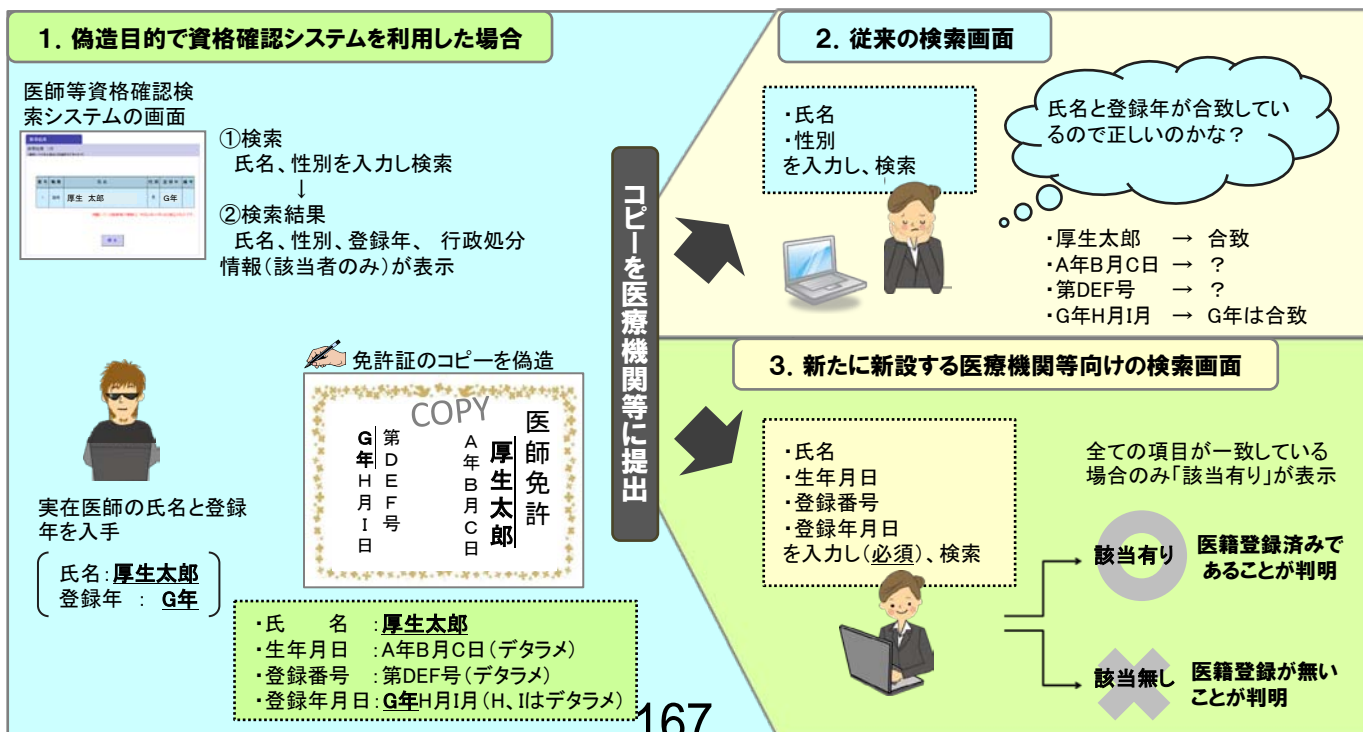 1．偽造目的で資格確認システムを利用した場合
医師等資格確認検
索システムの画面
厚生 太郎
G年
①検索
氏名、性別を入力し検索
↓
②検索結果
氏名、性別、登録年、 行政処分
情報（該当者のみ）が表示
実在医師の氏名と登録
年を入手
氏名：厚生太郎
登録年 ： G年
免許証のコピーを偽造
COPY
医師免許
厚生太郎
A年B月C日
第DEF号
G年H月I日
・氏　　名 ：厚生太郎
・生年月日 ：A年B月C日（デタラメ）
・登録番号 ：第DEF号（デタラメ）
・登録年月日：G年H月I月（H、Iはデタラメ）
コピーを医療機関等に提出
2．従来の検索画面
・氏名
・性別
を入力し、検索
氏名と登録年が合致してい
るので正しいのかな？
・厚生太郎 → 合致
・A年B月C日 → ？
・第DEF号 → ？
・G年H月I月 → G年は合致
3．新たに新設する医療機関等向けの検索画面
・氏名
・生年月日
・登録番号
・登録年月日
を入力し（必須）、検索
全ての項目が一致している
場合のみ「該当有り」が表示
該当有り
医籍登録済みで
あることが判明
該当無し
医籍登録が無い
ことが判明
167